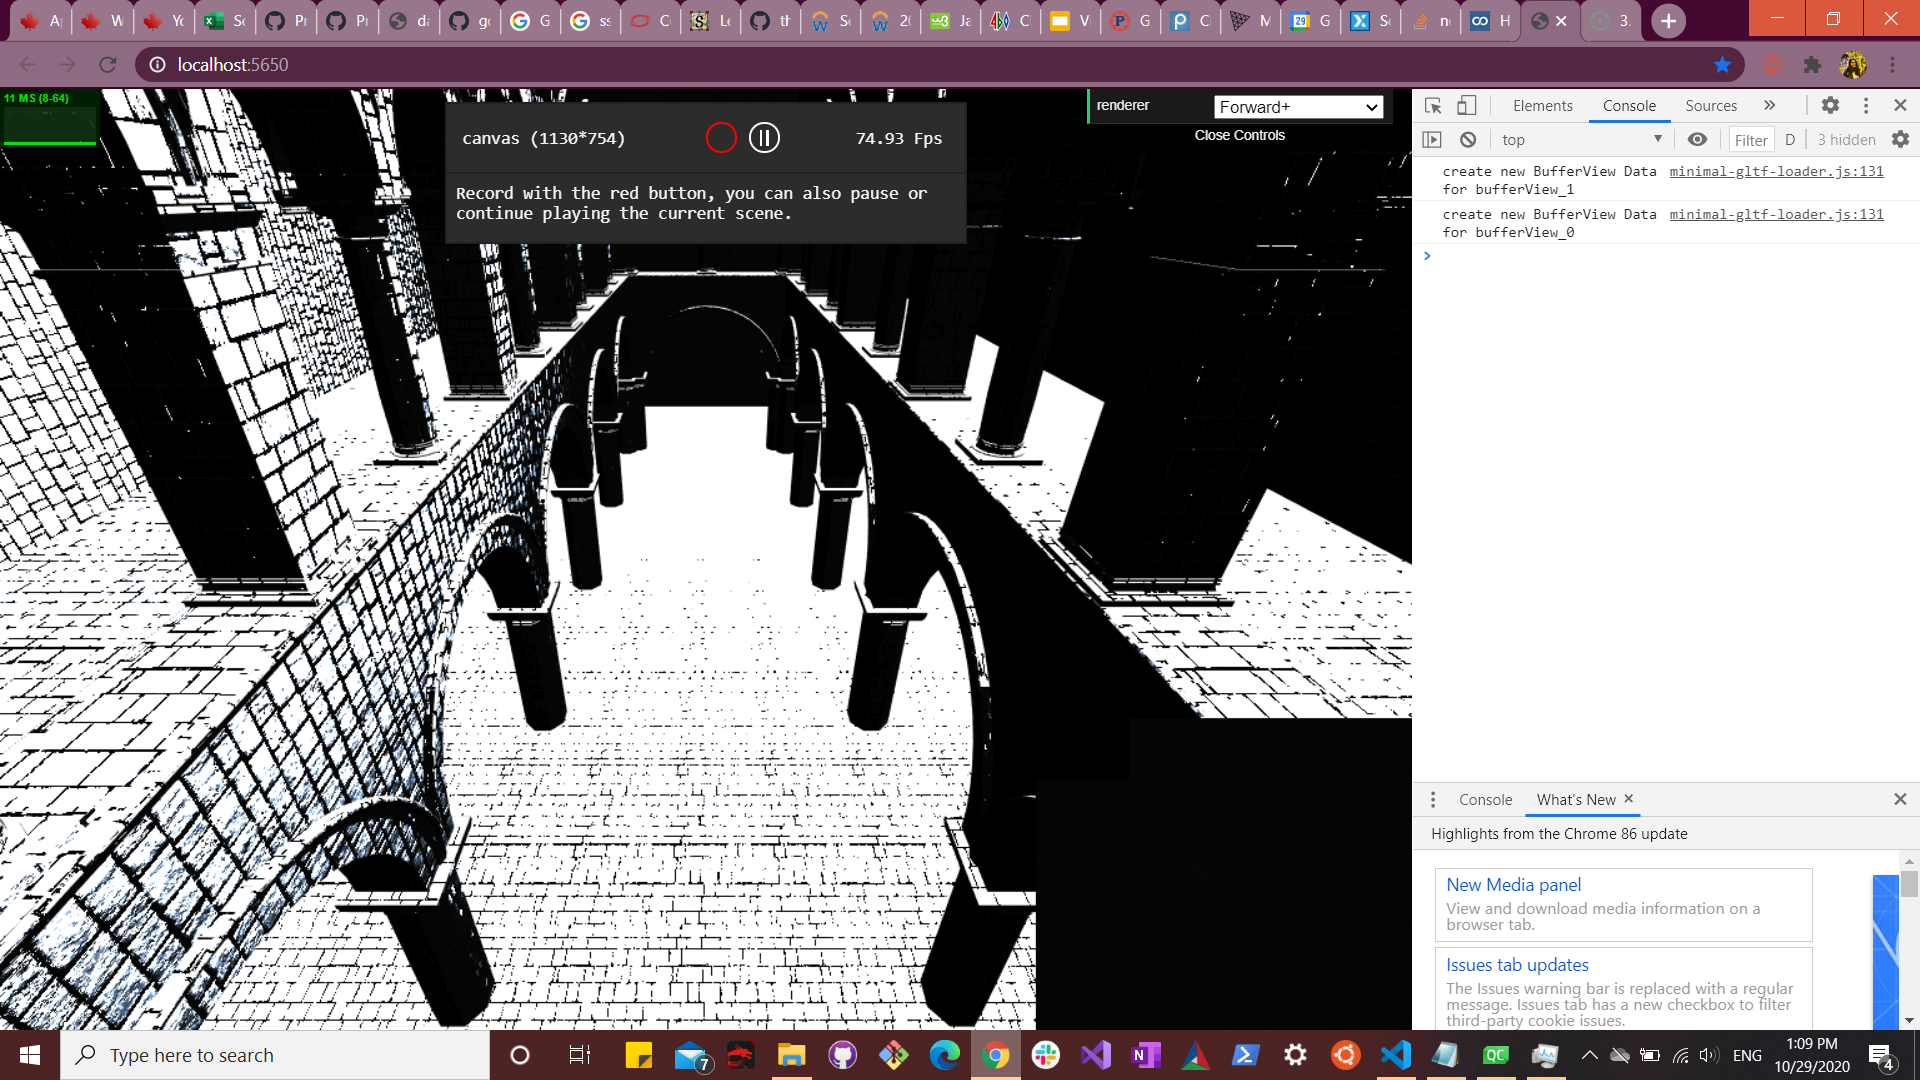 localhost:5650
11 MS (8-64)
canvas (1130*754)
74.93 Fps
Record with the red button, you can also pause or
continue playing the current scene.
renderer
Forward+
Close Controls
Elements
Console
Sources
top
Filter
D
3 hidden
create new BufferView Data minimal-gltf-loader.js:131
for bufferView_1
create new BufferView Data minimal-gltf-loader.js:131
for bufferView_0
Console
What's New
Highlights from the Chrome 86 update
New Media panel
View and download media information on a
browser tab.
Issues tab updates
The Issues warning bar is replaced with a regular
message. Issues tab has a new checkbox to filter
third-party cookie issues.
Type here to search
7
QC
ENG
1:09 PM
10/29/2020
4